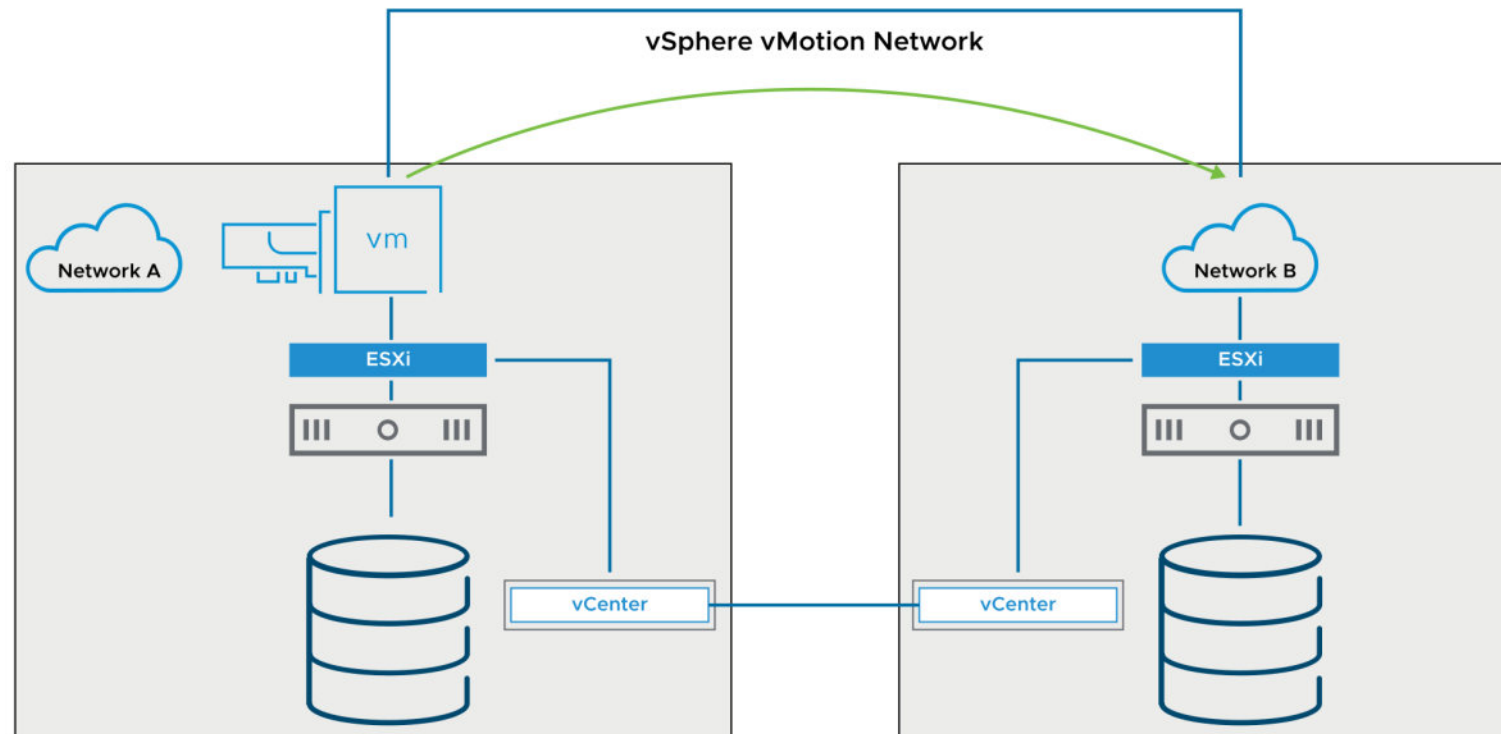 vSphere vMotion Network
Network A
vm
Network B
ESXi
ESXi
vCenter
vCenter